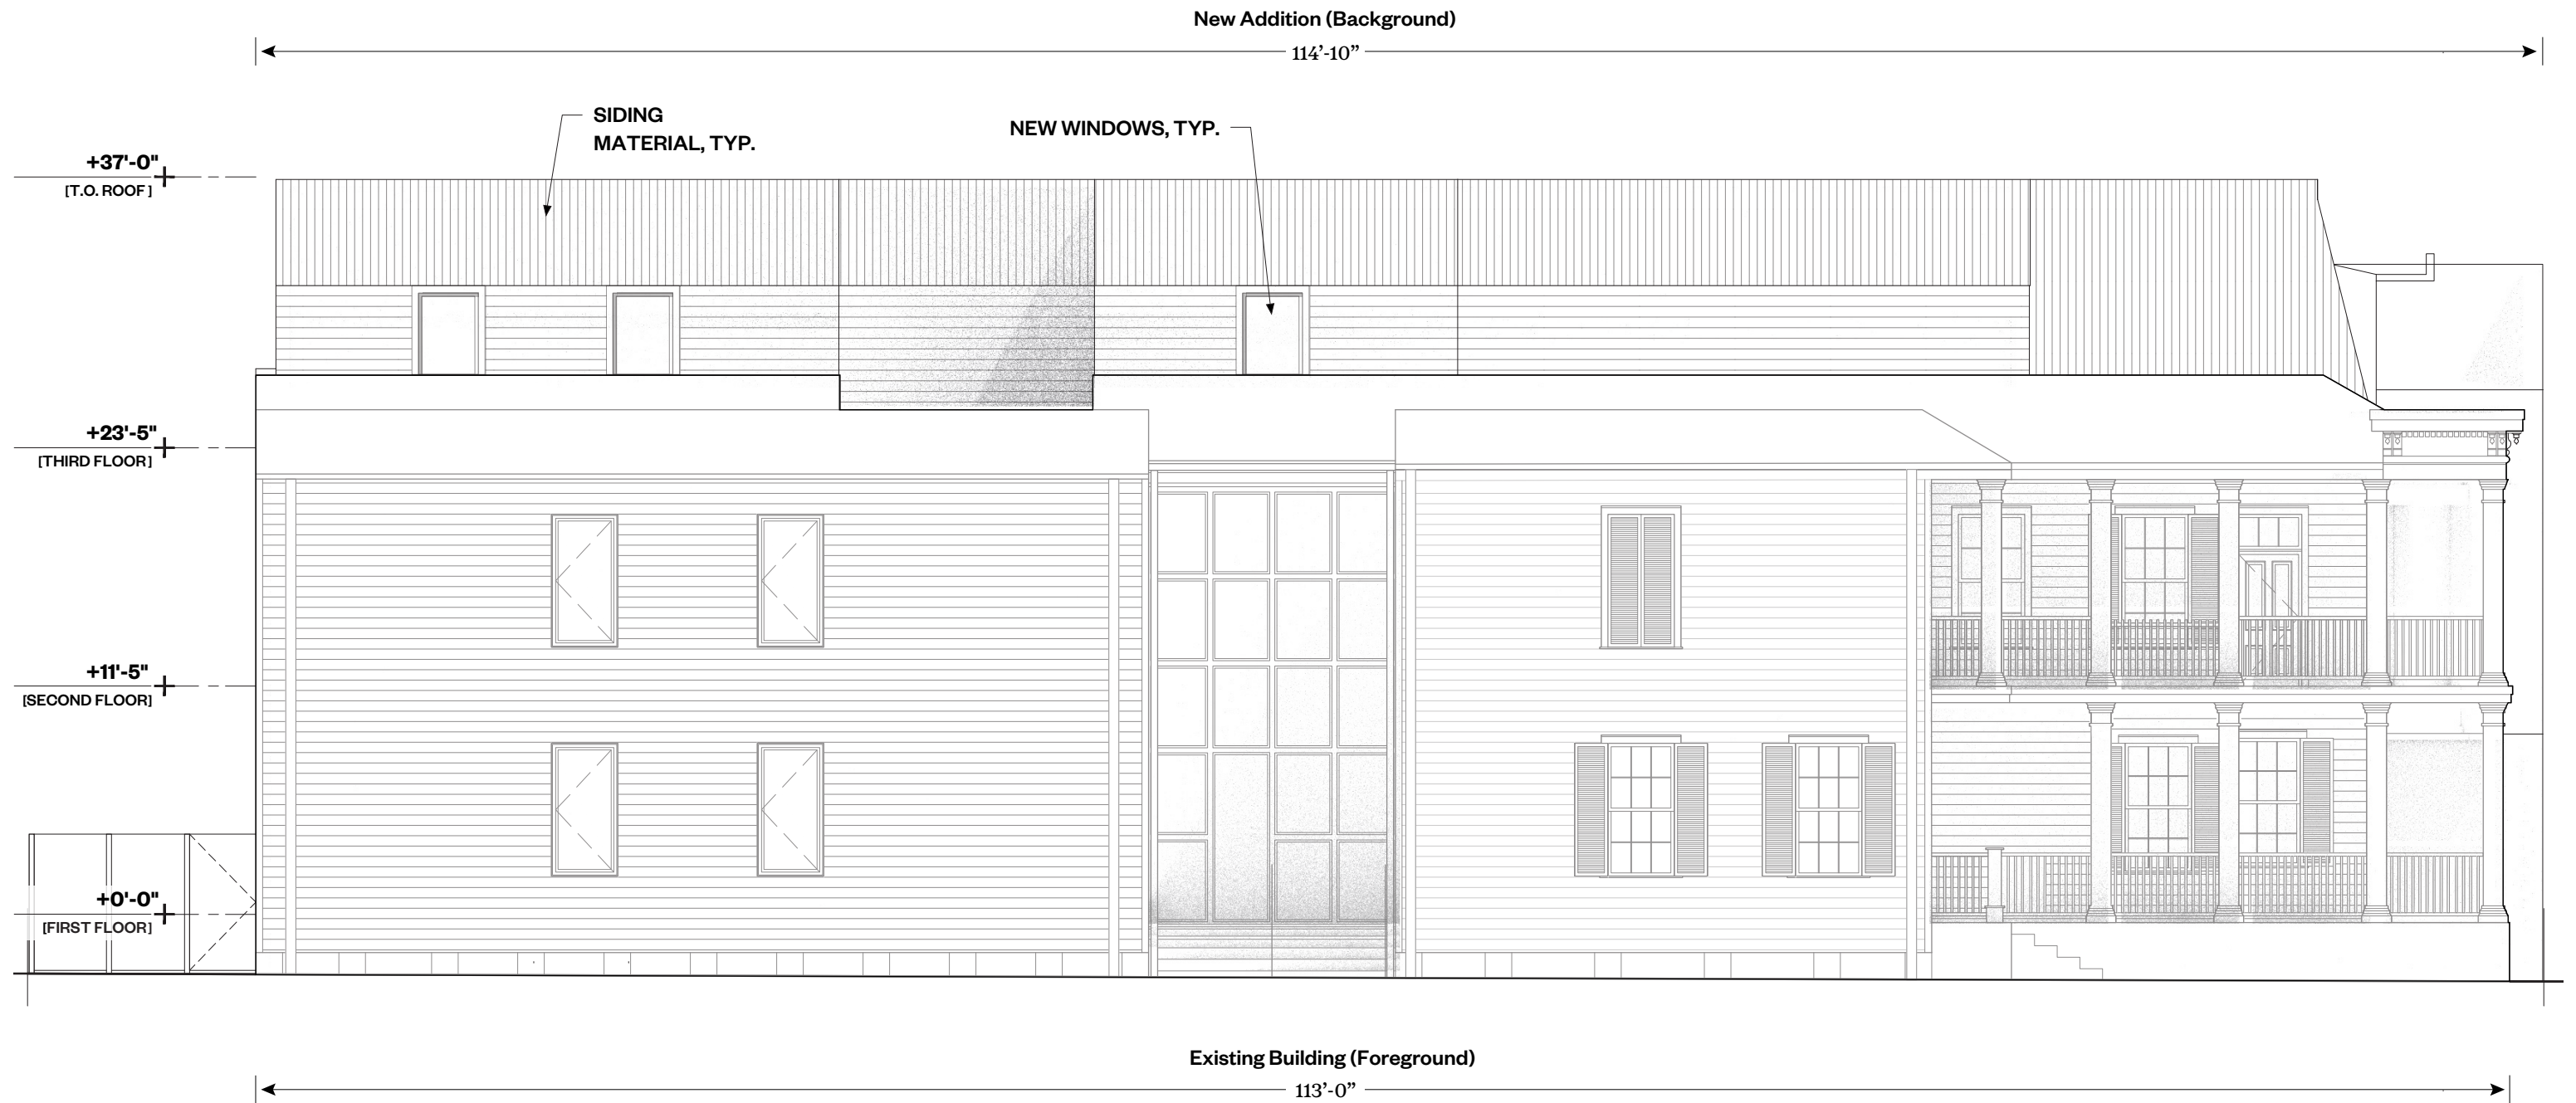 New Addition (Background)
114’-10”
SIDING
MATERIAL, TYP.
NEW WINDOWS, TYP.
+37'-0"
[T.O. ROOF ]
+23'-5"
[THIRD FLOOR]
+11'-5"
[SECOND FLOOR]
+0'-0"
[FIRST FLOOR]
Existing Building (Foreground)
113’-0”